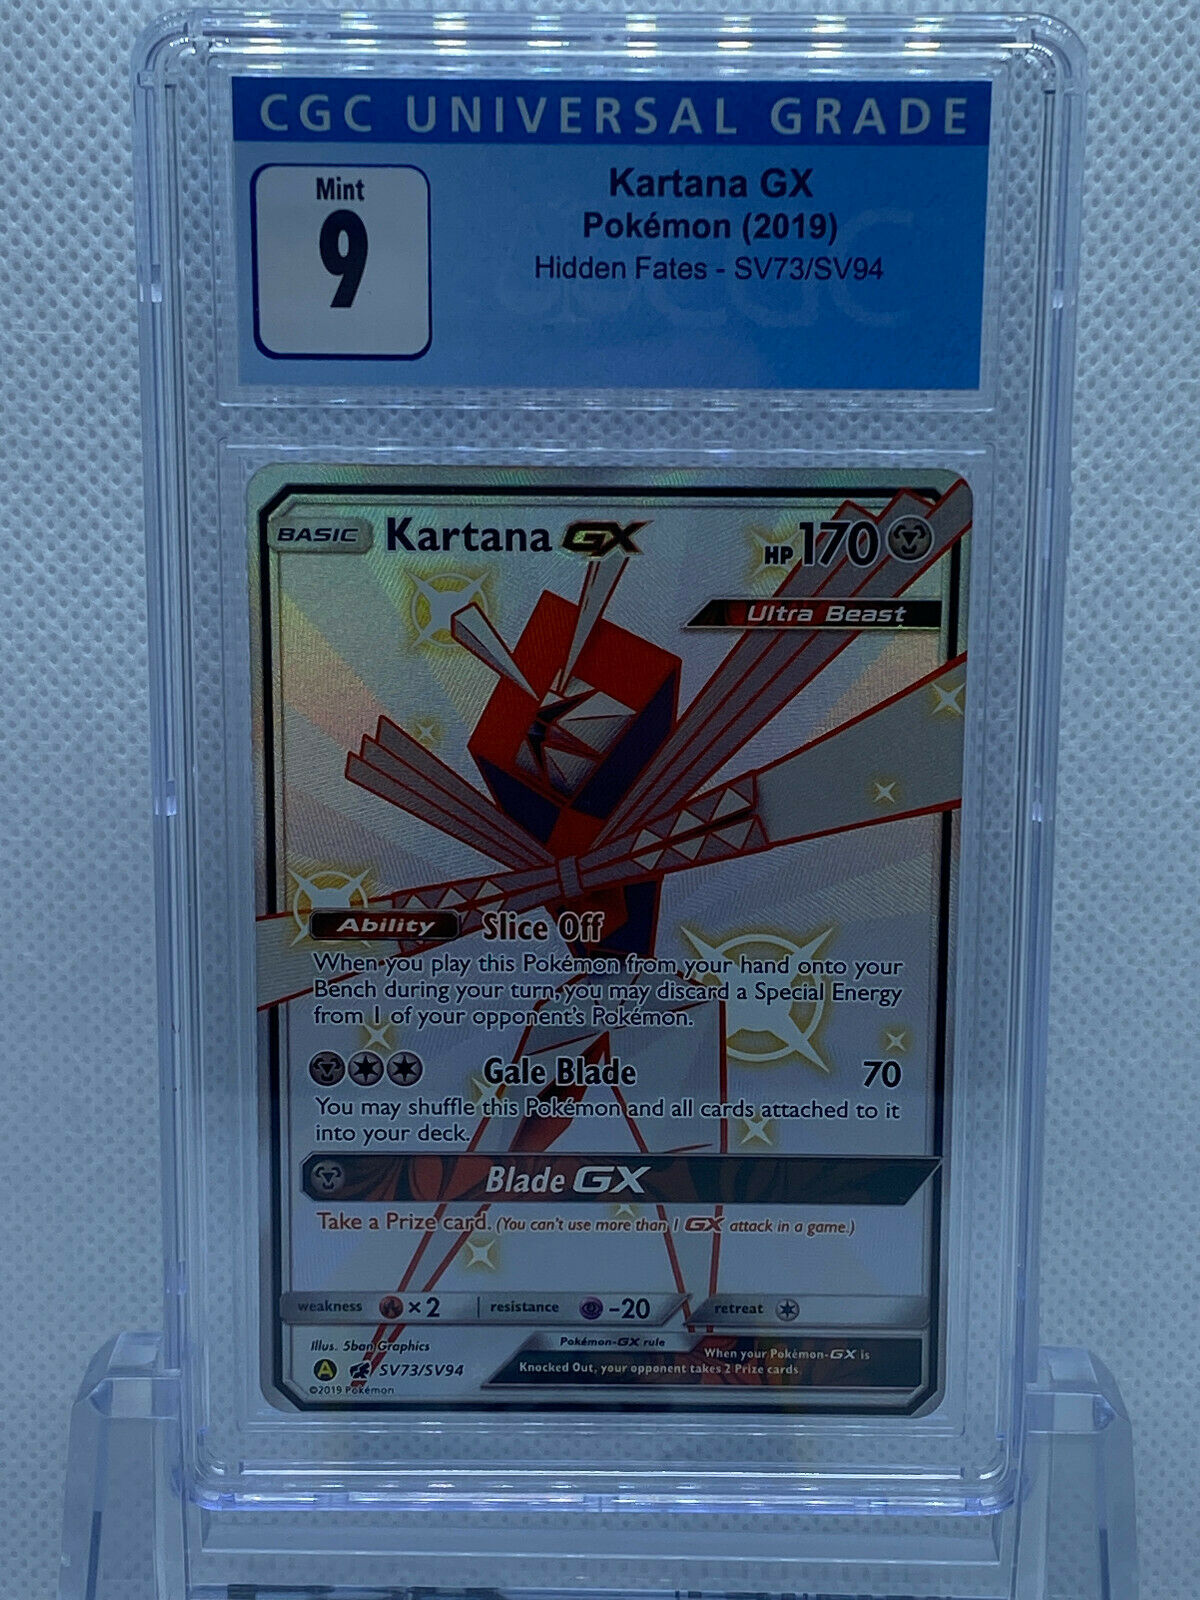 CGC UNIVERSAL GRADE
Mint
9
Kartana GX
Pokémon (2019)
Hidden Fates - SV73/SV94
CGC
BASIC Kartana GX HP 170
Ultra Beast
Ability Slice Off
When you play this Pokémon from your hand onto your
Bench during your turn, you may discard a Special Energy
from 1 of your opponent's Pokémon.
Gale Blade 70
You may shuffle this Pokémon and all cards attached to it
into your deck.
Blade GX
Take a Prize card. (You can't use more than 1 GX attack in a game.)
weakness ×2 resistance -20 retreat
Illus. 5ban Graphics
Pokémon-GX rule
When your Pokémon-GX is
Knocked Out, your opponent takes 2 Prize cards.
A SV73/SV94
©2019 Pokémon